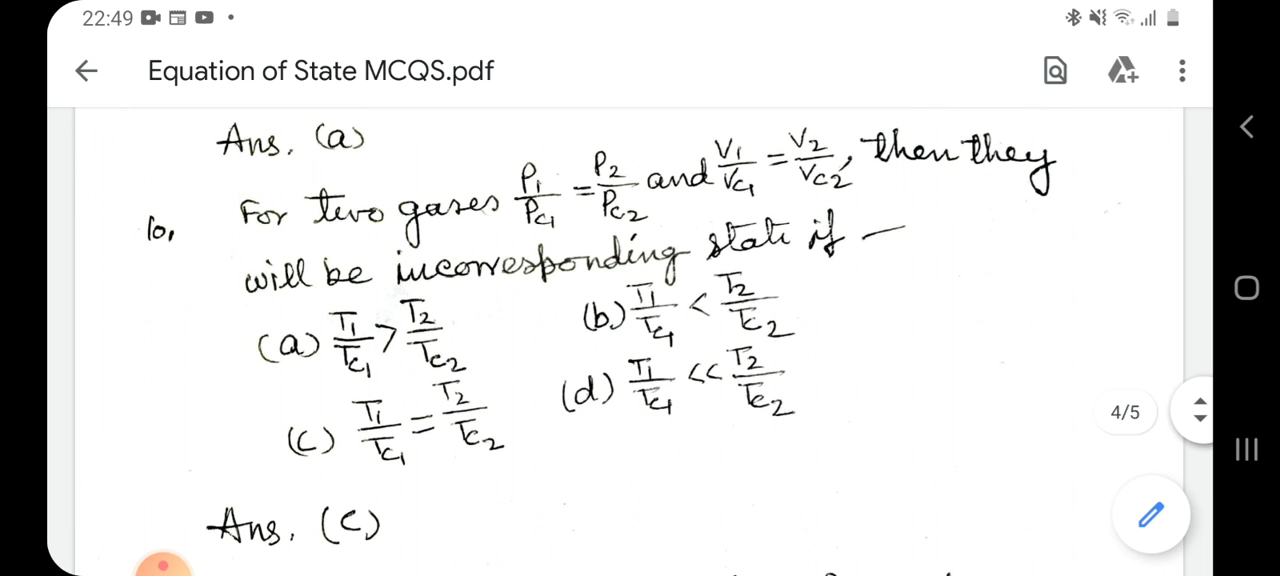 22:49
Equation of State MCQS.pdf
Ans. (a)
10, For two gases P₁/Pc₁ = P₂/Pc₂ and V₁/Vc₁ = V₂/Vc₂, then they
will be incorresponding state if —
(a) T₁/Tc₁ > T₂/Tc₂ (b) T₁/Tc₁ < T₂/Tc₂
(c) T₁/Tc₁ = T₂/Tc₂ (d) T₁/Tc₁ << T₂/Tc₂
4/5
Ans. (c)